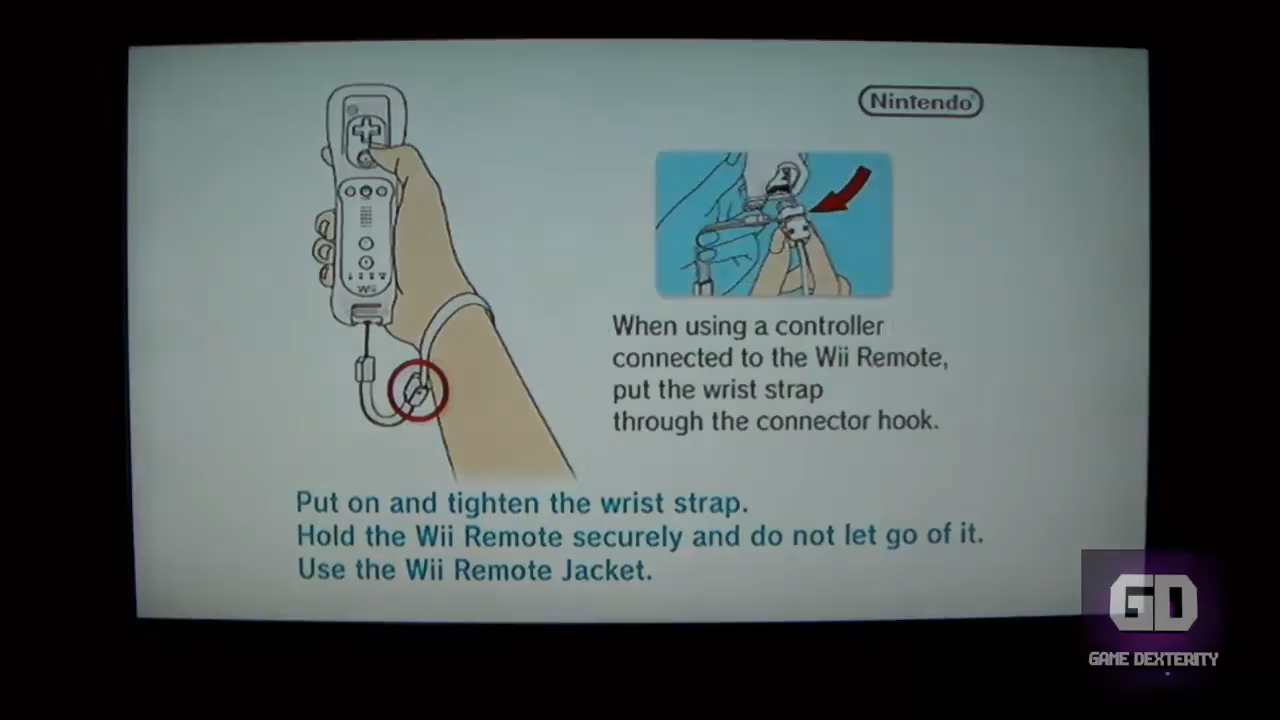 Nintendo
Wii
When using a controller
connected to the Wii Remote,
put the wrist strap
through the connector hook.
Put on and tighten the wrist strap.
Hold the Wii Remote securely and do not let go of it.
Use the Wii Remote Jacket.
GD
GAME DEXTERITY